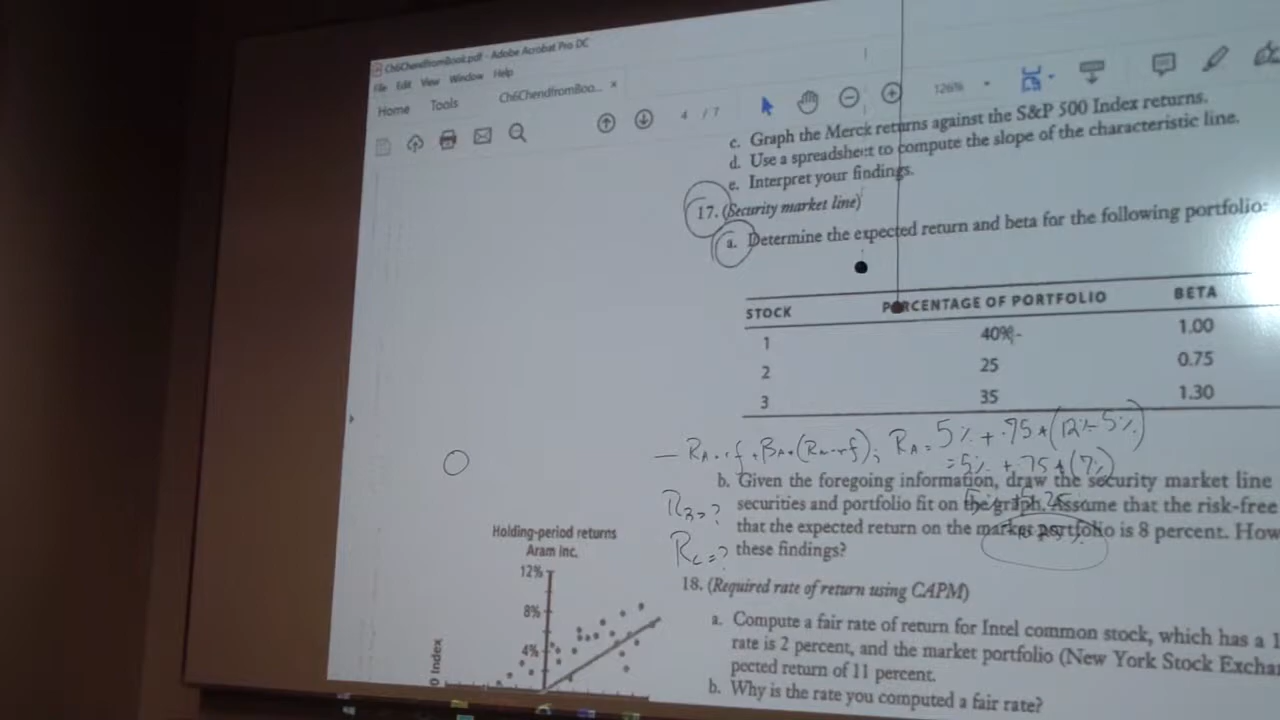 Ch6ChendfromBook.pdf - Adobe Acrobat Pro DC
File Edit View Window Help
Home Tools Ch6ChendfromBoo... ×
4 / 7 126%
c. Graph the Merck returns against the S&P 500 Index returns.
d. Use a spreadsheet to compute the slope of the characteristic line.
e. Interpret your findings.
17. (Security market line)
a. Determine the expected return and beta for the following portfolio:
STOCK PERCENTAGE OF PORTFOLIO BETA
1 40% 1.00
2 25 0.75
3 35 1.30
RA = 5% + .75 * (12% - 5%)
= 5% + .75 * (7%)
b. Given the foregoing information, draw the security market line
RB = ? securities and portfolio fit on the graph. Assume that the risk-free
that the expected return on the market portfolio is 8 percent. How
RC = ? these findings?
Holding-period returns
Aram inc.
12%
8%
4%
0 Index
18. (Required rate of return using CAPM)
a. Compute a fair rate of return for Intel common stock, which has a 1
rate is 2 percent, and the market portfolio (New York Stock Exchan
pected return of 11 percent.
b. Why is the rate you computed a fair rate?